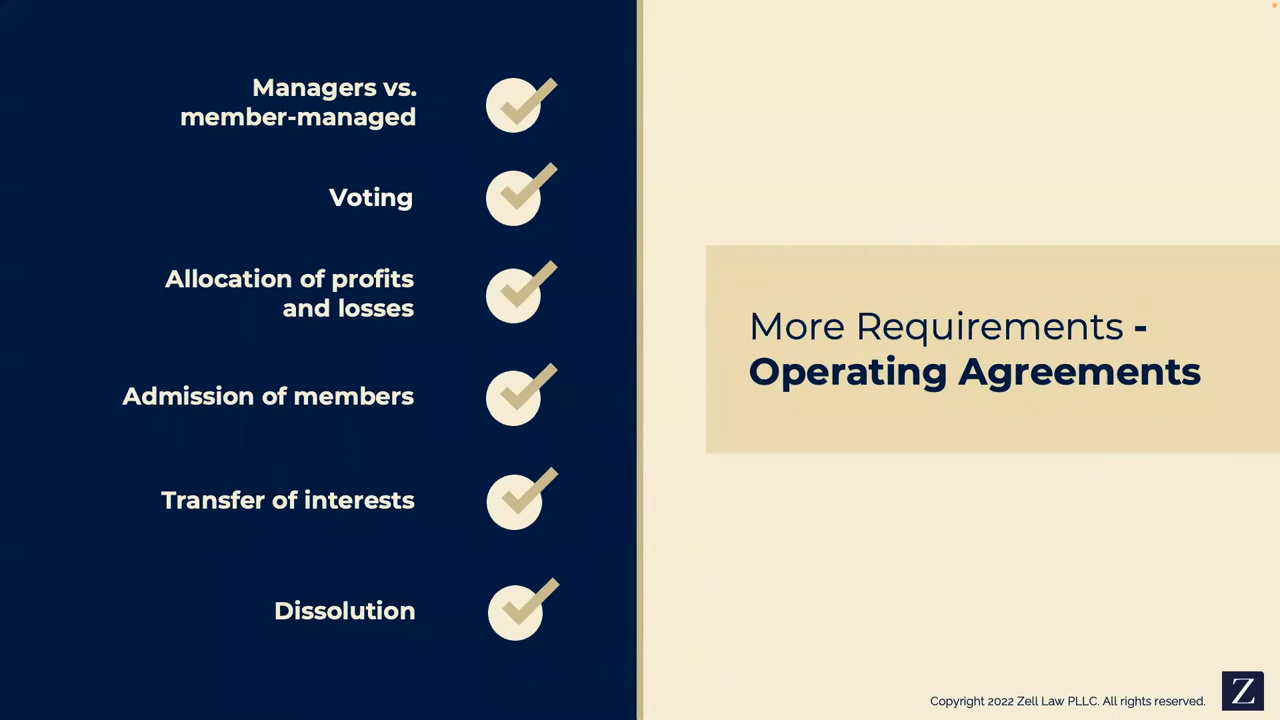 Managers vs.
member-managed
Voting
Allocation of profits
and losses
Admission of members
Transfer of interests
Dissolution
More Requirements -
Operating Agreements
Copyright 2022 Zell Law PLLC. All rights reserved.
Z